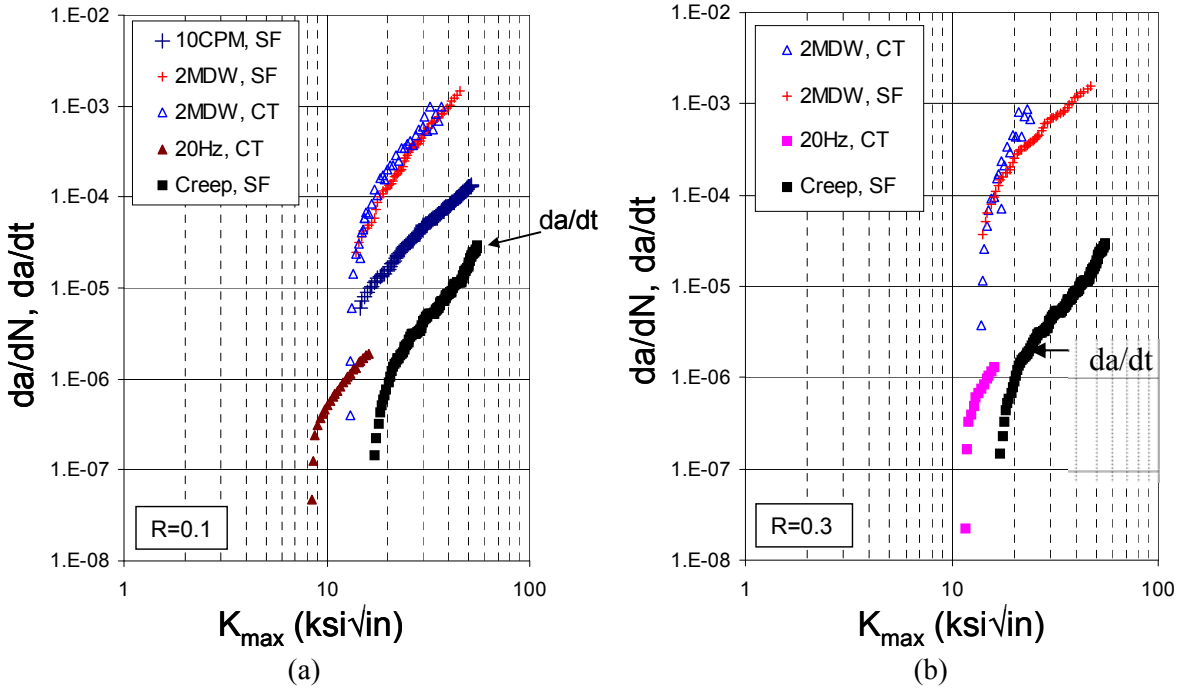 1.E-02
1.E-03
1.E-04
1.E-05
1.E-06
1.E-07
1.E-08
da/dN, da/dt
10CPM, SF
2MDW, SF
2MDW, CT
20Hz, CT
Creep, SF
da/dt
R=0.1
1 10 100
Kmax (ksi√in)
(a)
1.E-02
1.E-03
1.E-04
1.E-05
1.E-06
1.E-07
1.E-08
da/dN, da/dt
2MDW, CT
2MDW, SF
20Hz, CT
Creep, SF
da/dt
R=0.3
1 10 100
Kmax (ksi√in)
(b)